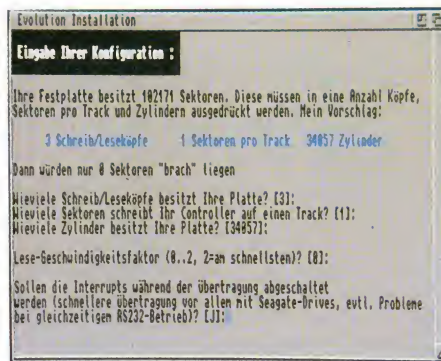 Evolution Installation
Eingabe Ihrer Konfiguration :
Ihre Festplatte besitzt 102171 Sektoren. Diese müssen in eine Anzahl Köpfe,
Sektoren pro Track und Zylindern ausgedrückt werden. Mein Vorschlag:
3 Schreib/Leseköpfe 1 Sektoren pro Track 34057 Zylinder
Dann würden nur 0 Sektoren "brach" liegen
Wieviele Schreib/Leseköpfe besitzt Ihre Platte? [3]:
Wieviele Sektoren schreibt Ihr Controller auf einen Track? [1]:
Wieviele Zylinder besitzt Ihre Platte? [34057]:
Lese-Geschwindigkeitsfaktor (0..2, 2=am schnellsten)? [0]:
Sollen die Interrupts während der übertragung abgeschaltet
werden (schnellere übertragung vor allem mit Seagate-Drives, evtl. Probleme
bei gleichzeitigem RS232-Betrieb)? [J]: